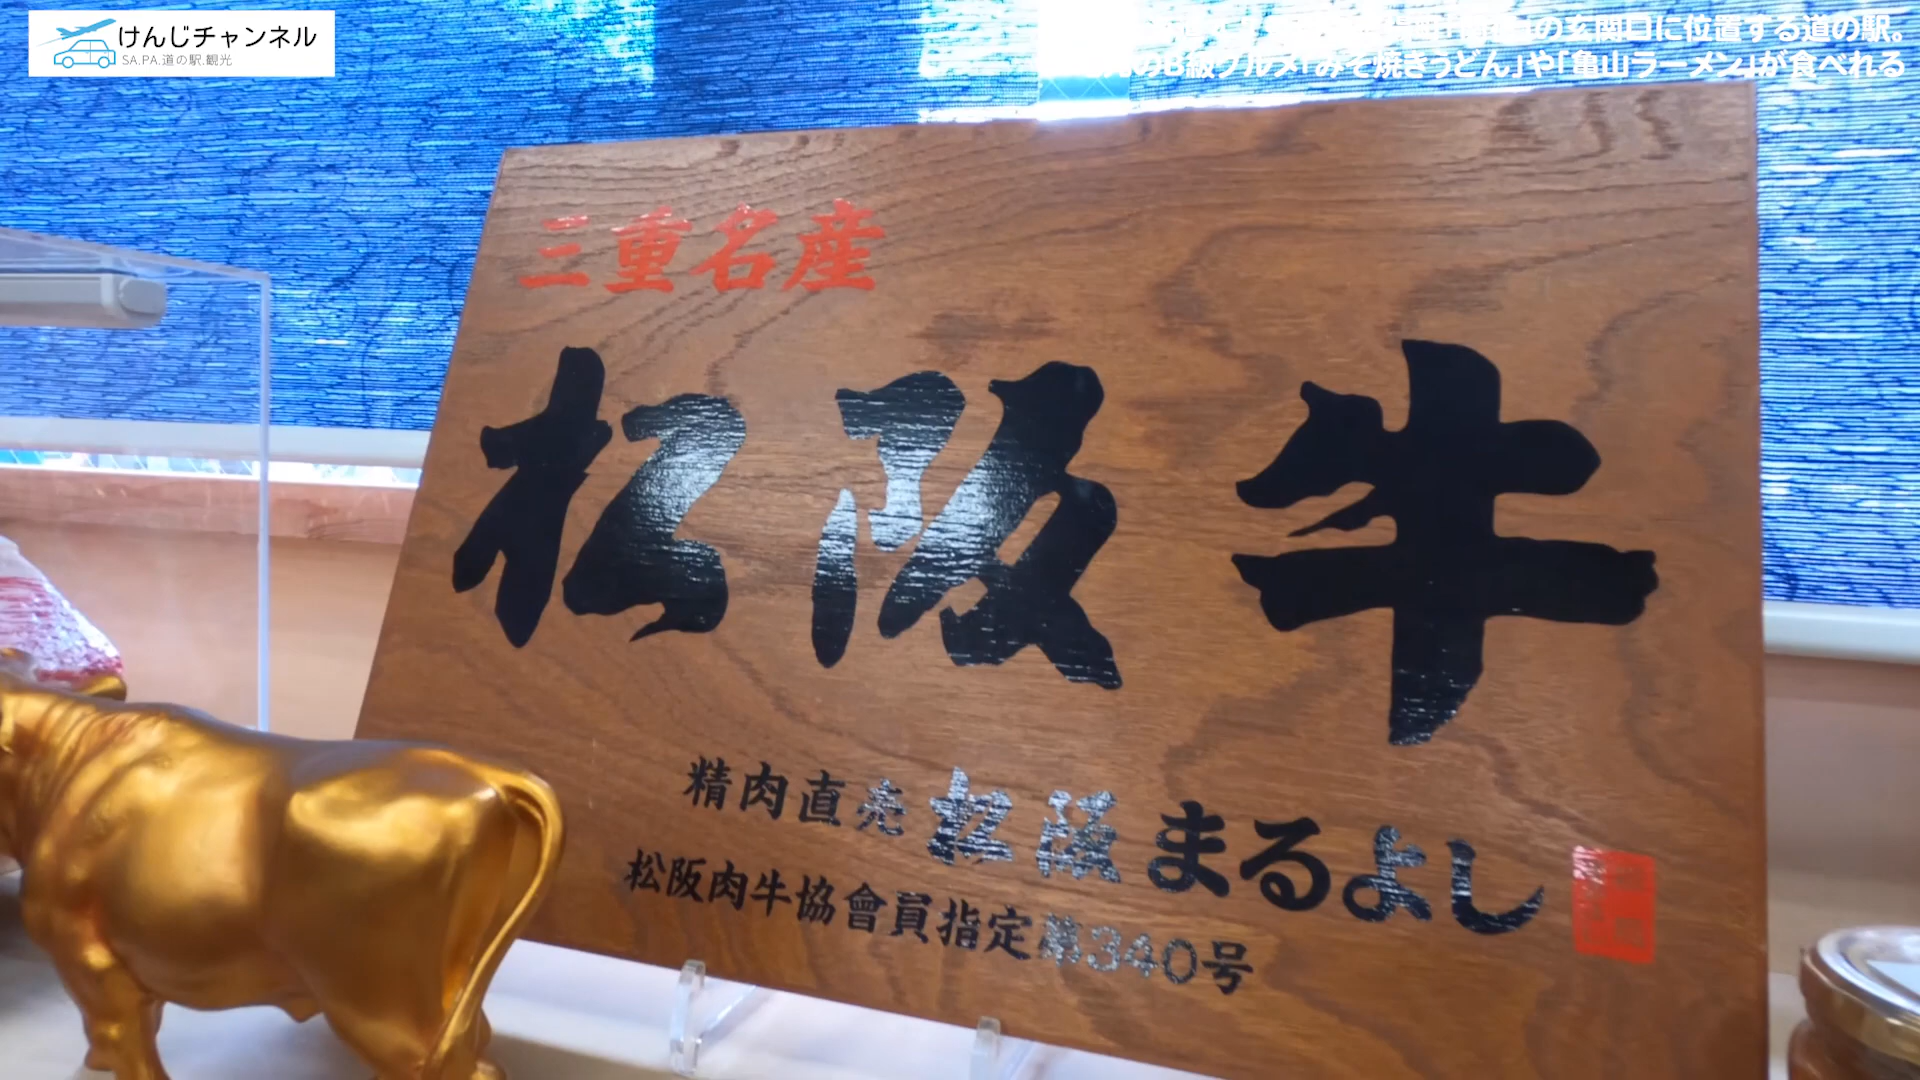 けんじチャンネル
SA.PA.道の駅.観光
の玄関口に位置する道の駅。
のB級グルメ「みそ焼きうどん」や「亀山ラーメン」が食べれる
三重名産
松阪牛
精肉直売 松阪まるよし
松阪肉牛協會員指定第340号